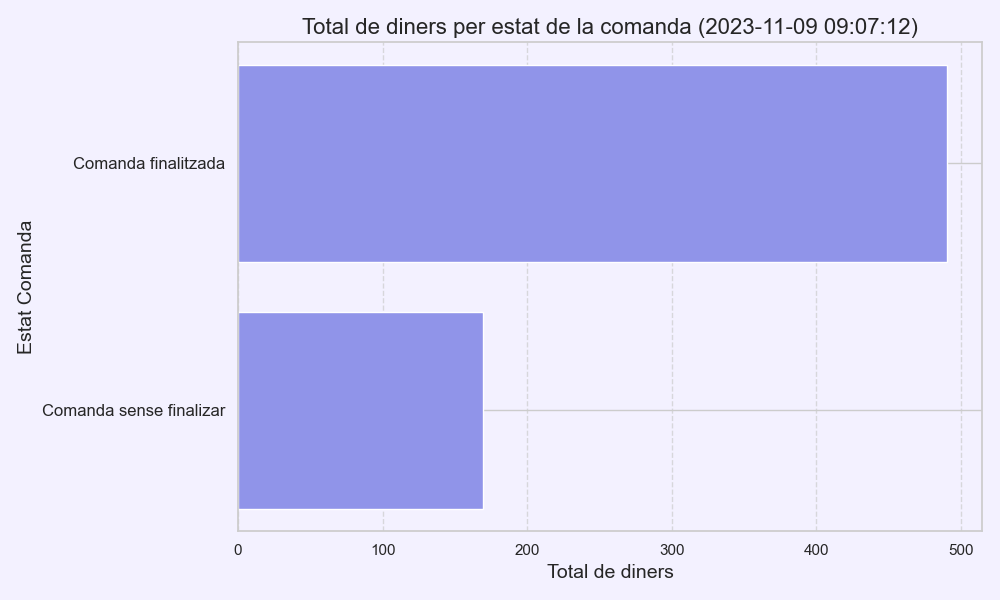 Total de diners per estat de la comanda (2023-11-09 09:07:12)
Estat Comanda
Comanda finalitzada
Comanda sense finalizar
0 100 200 300 400 500
Total de diners